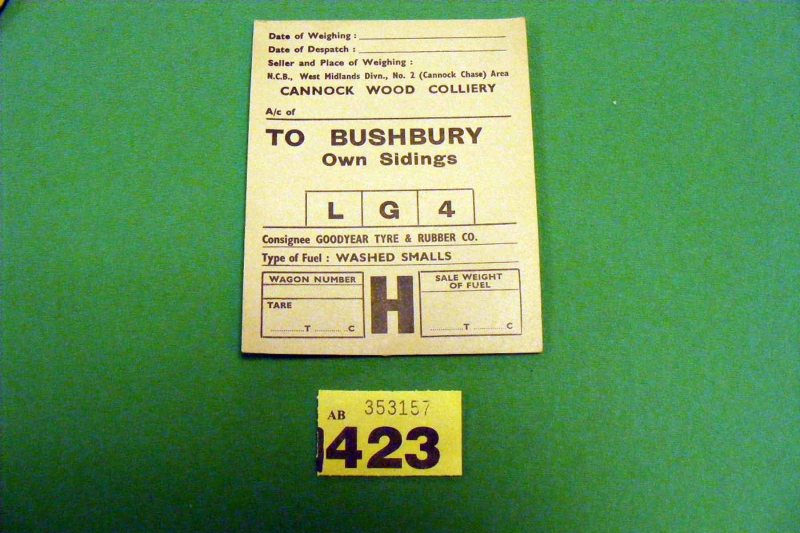 Date of Weighing :
Date of Despatch :
Seller and Place of Weighing :
N.C.B., West Midlands Divn., No. 2 (Cannock Chase) Area
CANNOCK WOOD COLLIERY
A/c of
TO BUSHBURY
Own Sidings
L G 4
Consignee GOODYEAR TYRE & RUBBER CO.
Type of Fuel : WASHED SMALLS
WAGON NUMBER
TARE
T C
H
SALE WEIGHT
OF FUEL
T C
AB 353157
423